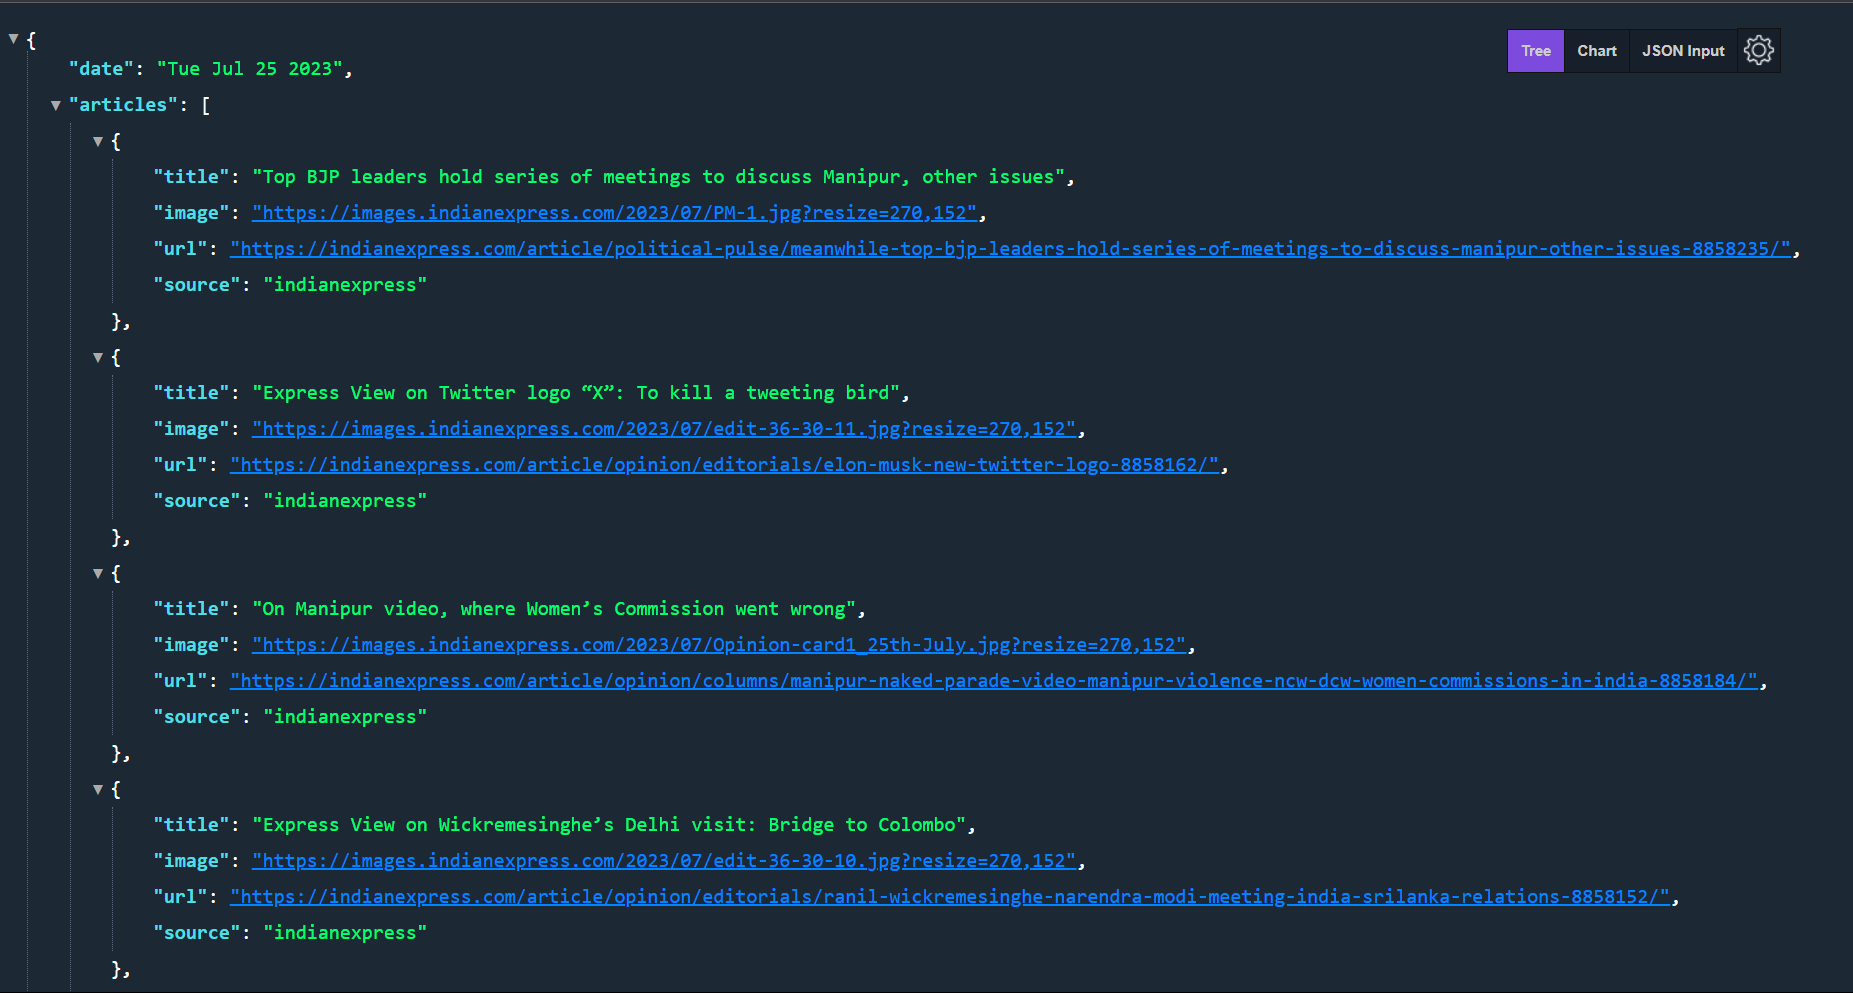 {
Tree Chart JSON Input
"date": "Tue Jul 25 2023",
"articles": [
{
"title": "Top BJP leaders hold series of meetings to discuss Manipur, other issues",
"image": "https://images.indianexpress.com/2023/07/PM-1.jpg?resize=270,152",
"url": "https://indianexpress.com/article/political-pulse/meanwhile-top-bjp-leaders-hold-series-of-meetings-to-discuss-manipur-other-issues-8858235/",
"source": "indianexpress"
},
{
"title": "Express View on Twitter logo “X”: To kill a tweeting bird",
"image": "https://images.indianexpress.com/2023/07/edit-36-30-11.jpg?resize=270,152",
"url": "https://indianexpress.com/article/opinion/editorials/elon-musk-new-twitter-logo-8858162/",
"source": "indianexpress"
},
{
"title": "On Manipur video, where Women’s Commission went wrong",
"image": "https://images.indianexpress.com/2023/07/Opinion-card1_25th-July.jpg?resize=270,152",
"url": "https://indianexpress.com/article/opinion/columns/manipur-naked-parade-video-manipur-violence-ncw-dcw-women-commissions-in-india-8858184/",
"source": "indianexpress"
},
{
"title": "Express View on Wickremesinghe’s Delhi visit: Bridge to Colombo",
"image": "https://images.indianexpress.com/2023/07/edit-36-30-10.jpg?resize=270,152",
"url": "https://indianexpress.com/article/opinion/editorials/ranil-wickremesinghe-narendra-modi-meeting-india-srilanka-relations-8858152/",
"source": "indianexpress"
},